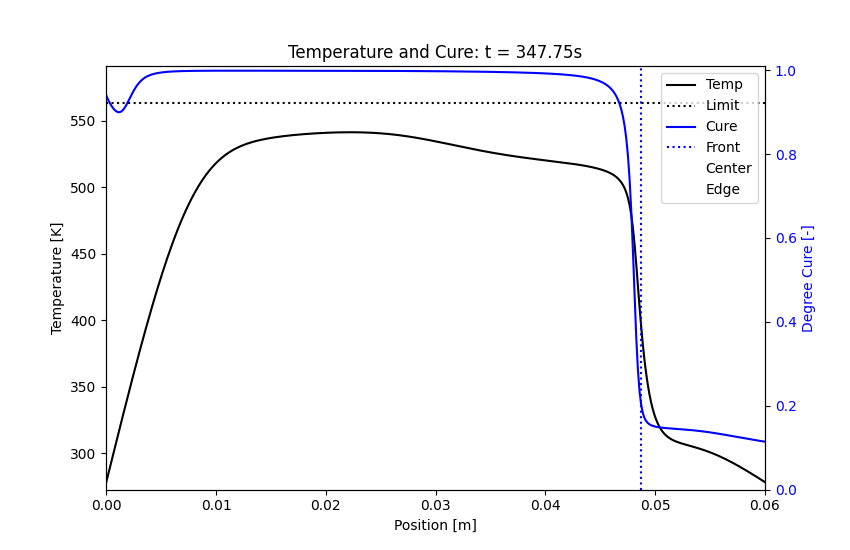 Temperature and Cure: t = 347.75s
Temp
Limit
Cure
Front
Center
Edge
Temperature [K]
550
500
450
400
350
300
Degree Cure [-]
1.0
0.8
0.6
0.4
0.2
0.0
0.00 0.01 0.02 0.03 0.04 0.05 0.06
Position [m]